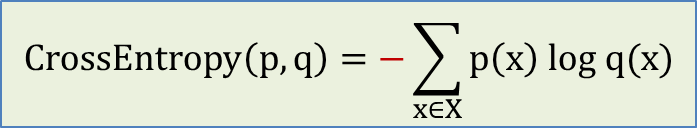 CrossEntropy(p, q) = − ∑ p(x) log q(x)
x∈X